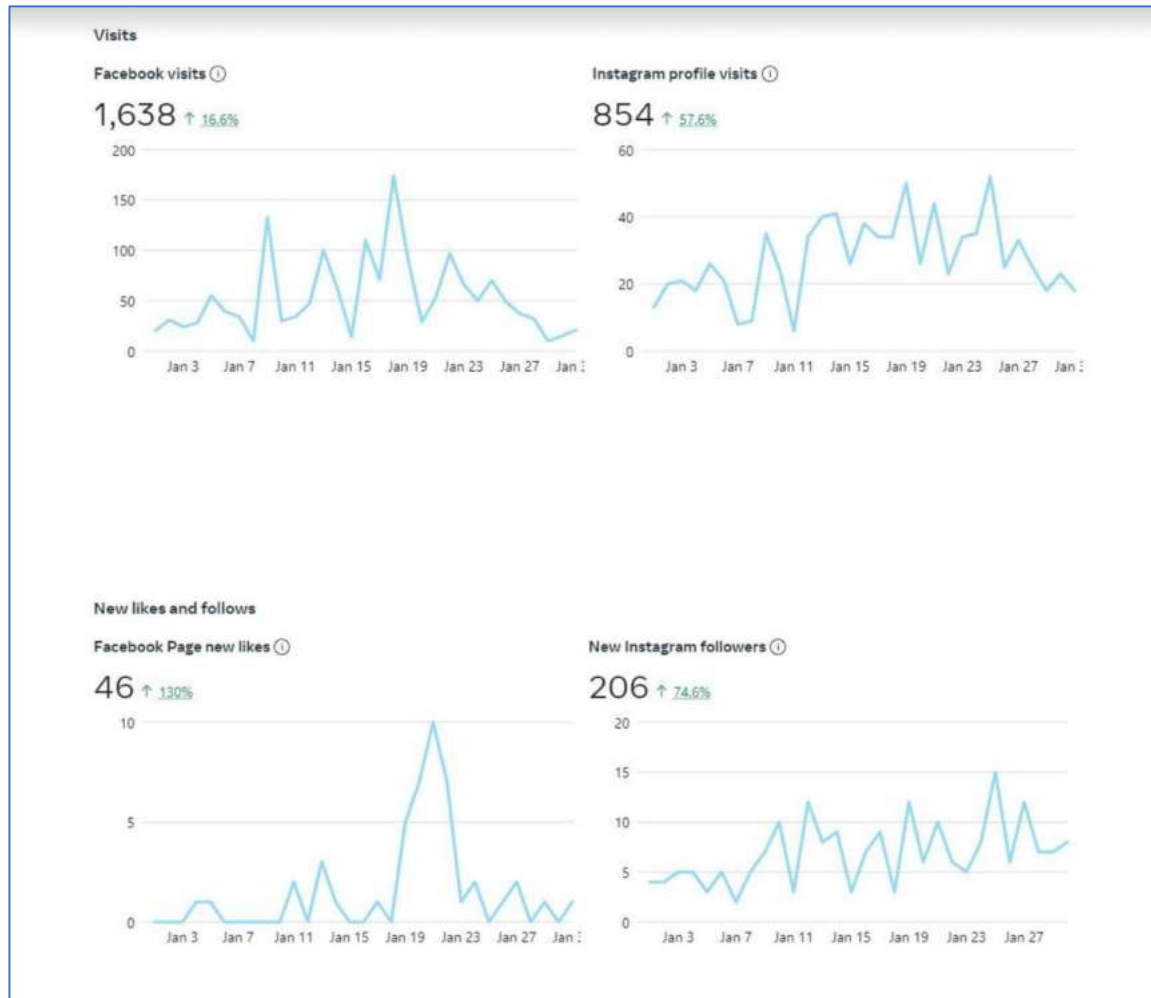 Visits
Facebook visits
1,638 ↑ 16.6%
200
150
100
50
0
Jan 3 Jan 7 Jan 11 Jan 15 Jan 19 Jan 23 Jan 27 Jan
Instagram profile visits
854 ↑ 57.6%
60
40
20
0
Jan 3 Jan 7 Jan 11 Jan 15 Jan 19 Jan 23 Jan 27 Jan
New likes and follows
Facebook Page new likes
46 ↑ 130%
10
5
0
Jan 3 Jan 7 Jan 11 Jan 15 Jan 19 Jan 23 Jan 27 Jan
New Instagram followers
206 ↑ 74.6%
20
15
10
5
0
Jan 3 Jan 7 Jan 11 Jan 15 Jan 19 Jan 23 Jan 27